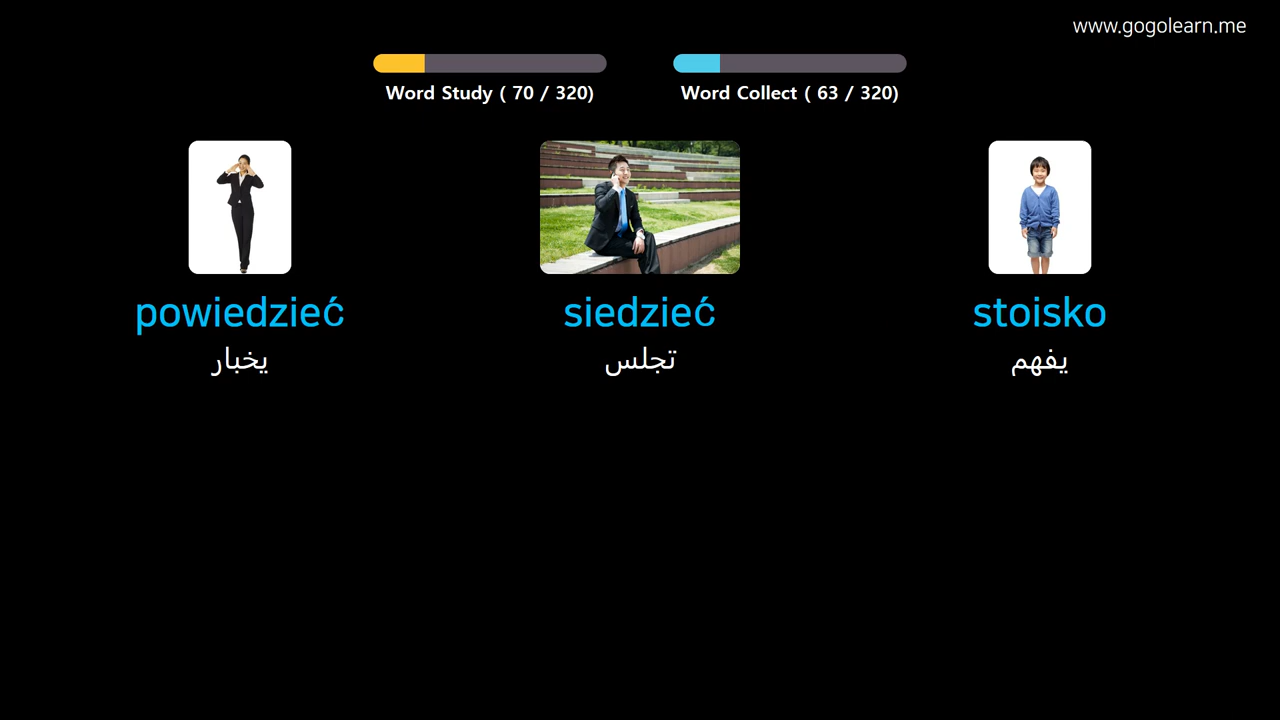 www.gogolearn.me
Word Study ( 70 / 320)
Word Collect ( 63 / 320)
powiedzieć
siedzieć
stoisko
يخبار
تجلس
يفهم